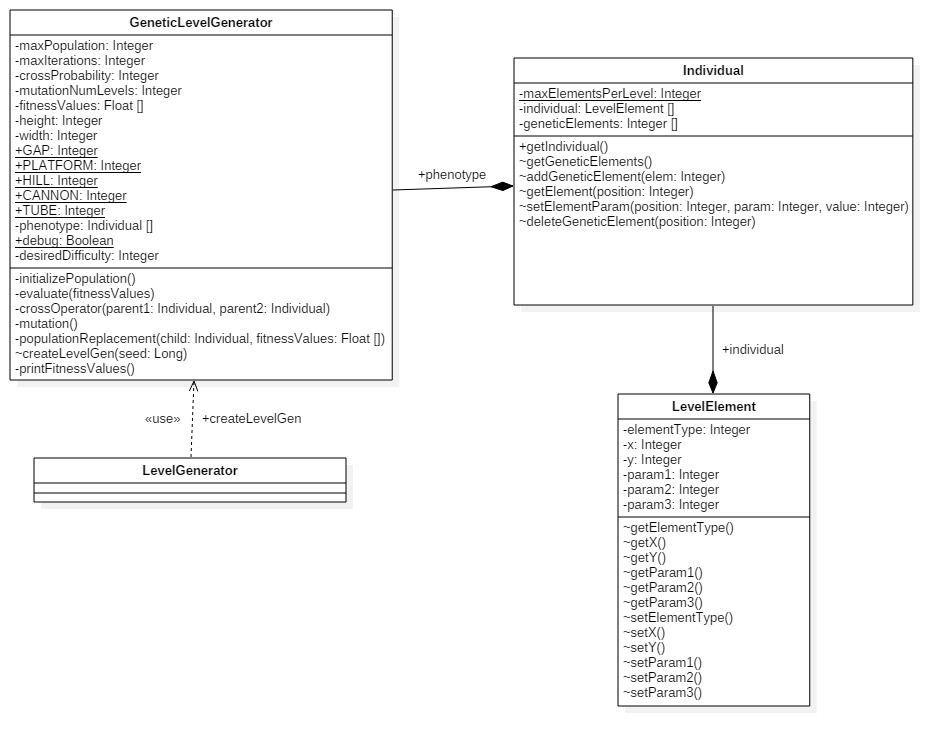 GeneticLevelGenerator
-maxPopulation: Integer
-maxIterations: Integer
-crossProbability: Integer
-mutationNumLevels: Integer
-fitnessValues: Float []
-height: Integer
-width: Integer
+GAP: Integer
+PLATFORM: Integer
+HILL: Integer
+CANNON: Integer
+TUBE: Integer
-phenotype: Individual []
+debug: Boolean
-desiredDifficulty: Integer
-initializePopulation()
-evaluate(fitnessValues)
-crossOperator(parent1: Individual, parent2: Individual)
-mutation()
-populationReplacement(child: Individual, fitnessValues: Float [])
~createLevelGen(seed: Long)
-printFitnessValues()
+phenotype
Individual
-maxElementsPerLevel: Integer
-individual: LevelElement []
-geneticElements: Integer []
+getIndividual()
~getGeneticElements()
~addGeneticElement(elem: Integer)
~getElement(position: Integer)
~setElementParam(position: Integer, param: Integer, value: Integer)
~deleteGeneticElement(position: Integer)
+individual
«use» +createLevelGen
LevelGenerator
LevelElement
-elementType: Integer
-x: Integer
-y: Integer
-param1: Integer
-param2: Integer
-param3: Integer
~getElementType()
~getX()
~getY()
~getParam1()
~getParam2()
~getParam3()
~setElementType()
~setX()
~setY()
~setParam1()
~setParam2()
~setParam3()